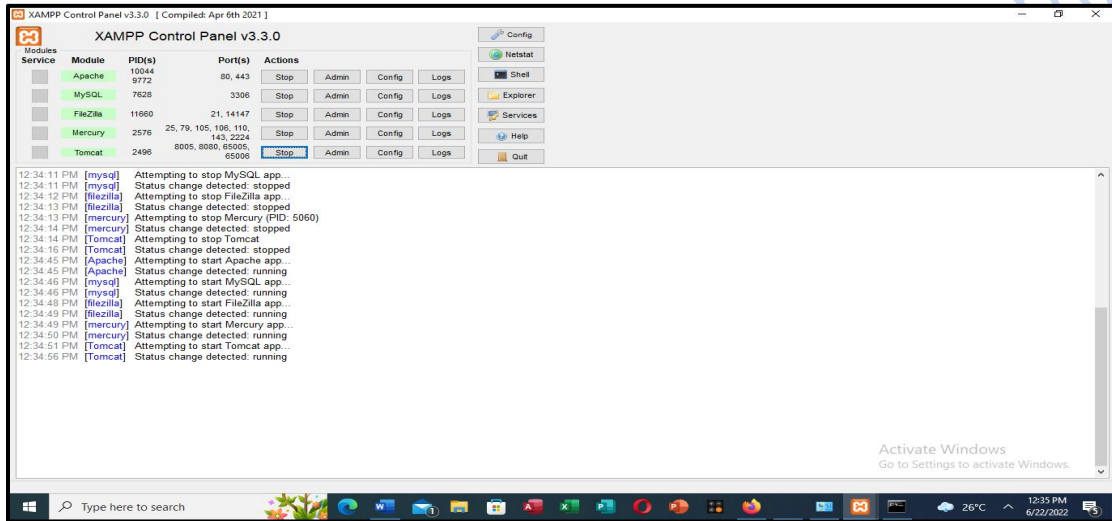 XAMPP Control Panel v3.3.0 [ Compiled: Apr 6th 2021 ]
XAMPP Control Panel v3.3.0
Config
Modules
Service Module PID(s) Port(s) Actions
Netstat
Apache 10044 9772 80, 443 Stop Admin Config Logs
Shell
MySQL 7628 3306 Stop Admin Config Logs
Explorer
FileZilla 11660 21, 14147 Stop Admin Config Logs
Services
Mercury 2576 25, 79, 105, 106, 110, 143, 2224 Stop Admin Config Logs
Help
Tomcat 2496 8005, 8080, 65005, 65006 Stop Admin Config Logs
Quit
12:34:11 PM [mysql] Attempting to stop MySQL app...
12:34:11 PM [mysql] Status change detected: stopped
12:34:12 PM [filezilla] Attempting to stop FileZilla app...
12:34:13 PM [filezilla] Status change detected: stopped
12:34:13 PM [mercury] Attempting to stop Mercury (PID: 5060)
12:34:14 PM [mercury] Status change detected: stopped
12:34:14 PM [Tomcat] Attempting to stop Tomcat
12:34:16 PM [Tomcat] Status change detected: stopped
12:34:45 PM [Apache] Attempting to start Apache app...
12:34:45 PM [Apache] Status change detected: running
12:34:46 PM [mysql] Attempting to start MySQL app...
12:34:46 PM [mysql] Status change detected: running
12:34:48 PM [filezilla] Attempting to start FileZilla app...
12:34:49 PM [filezilla] Status change detected: running
12:34:49 PM [mercury] Attempting to start Mercury app...
12:34:50 PM [mercury] Status change detected: running
12:34:51 PM [Tomcat] Attempting to start Tomcat app...
12:34:56 PM [Tomcat] Status change detected: running
Activate Windows
Go to Settings to activate Windows.
Type here to search
26°C
12:35 PM
6/22/2022